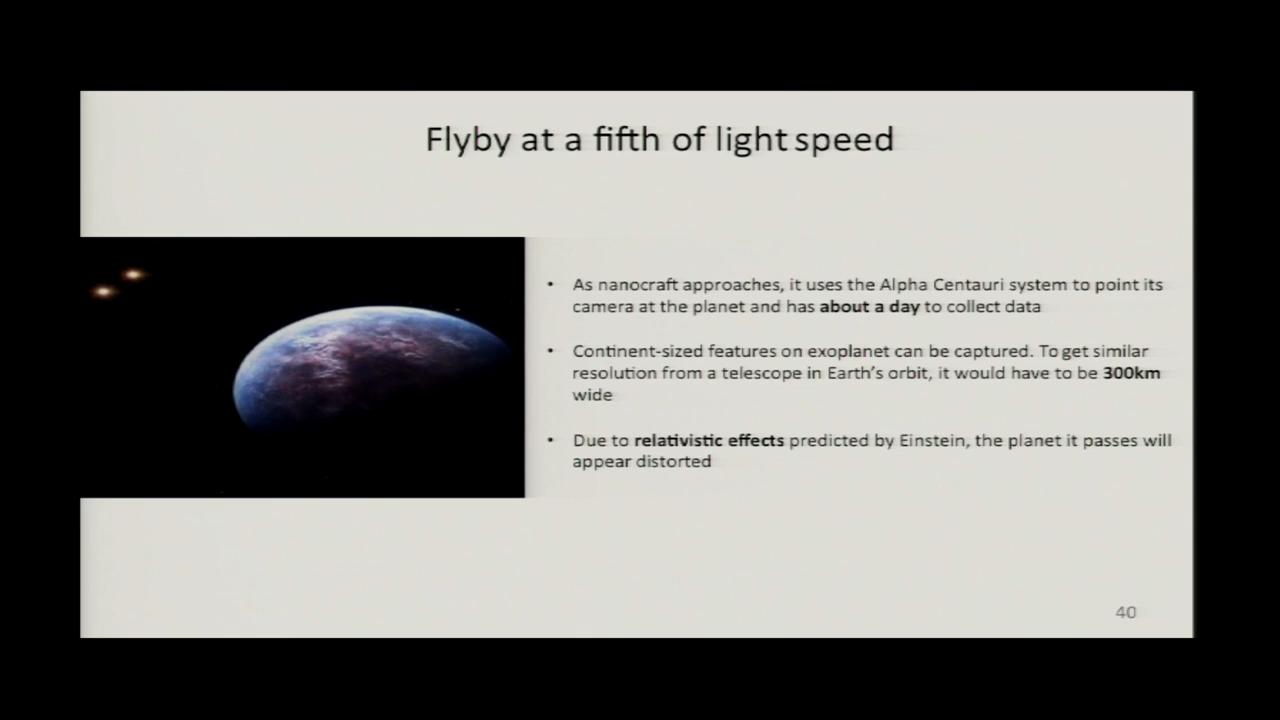 Flyby at a fifth of light speed
• As nanocraft approaches, it uses the Alpha Centauri system to point its
camera at the planet and has about a day to collect data
• Continent-sized features on exoplanet can be captured. To get similar
resolution from a telescope in Earth's orbit, it would have to be 300km
wide
• Due to relativistic effects predicted by Einstein, the planet it passes will
appear distorted
40